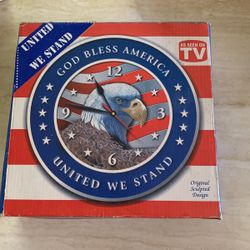 UNITED
WE STAND
AS SEEN ON
TV
GOD BLESS AMERICA
12
9
3
6
UNITED WE STAND
Original
Sculpted
Design